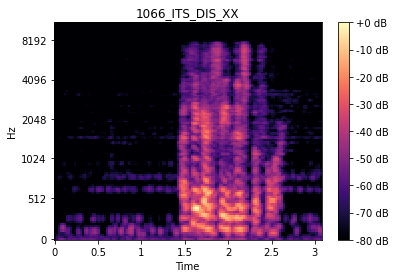 1066_ITS_DIS_XX
+0 dB
8192
-10 dB
4096
-20 dB
-30 dB
2048
Hz
-40 dB
1024
-50 dB
-60 dB
512
-70 dB
0
-80 dB
0 0.5 1 1.5 2 2.5 3
Time